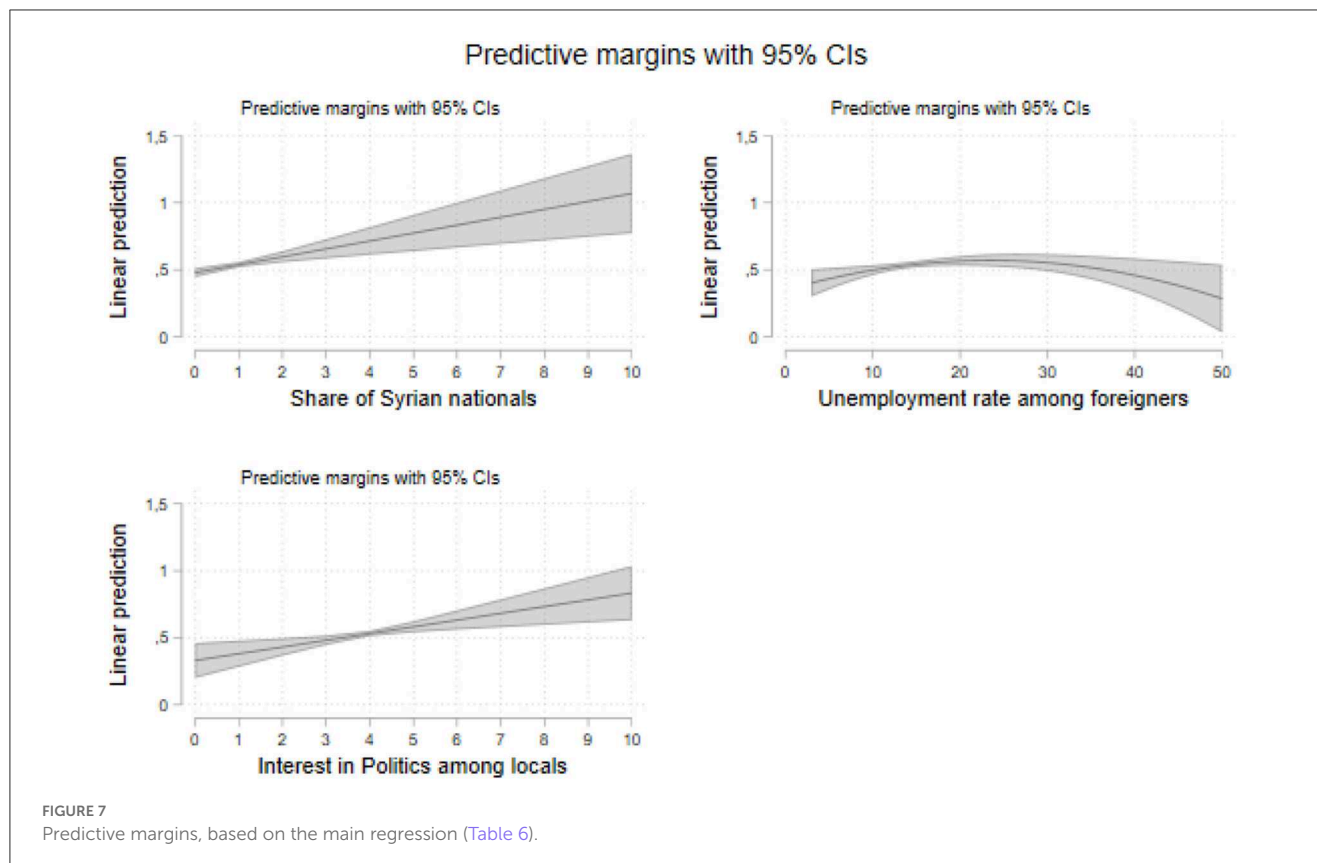 Predictive margins with 95% CIs
Predictive margins with 95% CIs
1,5
1
,5
0
Linear prediction
0 1 2 3 4 5 6 7 8 9 10
Share of Syrian nationals
Predictive margins with 95% CIs
1,5
1
,5
0
Linear prediction
0 10 20 30 40 50
Unemployment rate among foreigners
Predictive margins with 95% CIs
1,5
1
,5
0
Linear prediction
0 1 2 3 4 5 6 7 8 9 10
Interest in Politics among locals
FIGURE 7
Predictive margins, based on the main regression (Table 6).